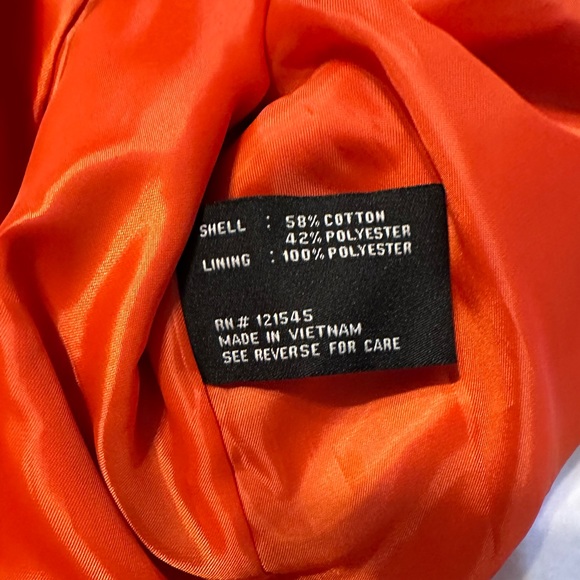 SHELL : 58% COTTON
42% POLYESTER
LINING : 100% POLYESTER
RN# 121545
MADE IN VIETNAM
SEE REVERSE FOR CARE